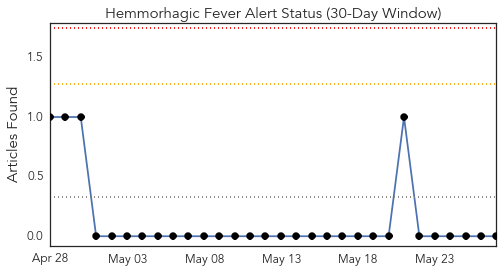 Hemmorhagic Fever Alert Status (30-Day Window)
Articles Found
1.5
1.0
0.5
0.0
Apr 28 May 03 May 08 May 13 May 18 May 23